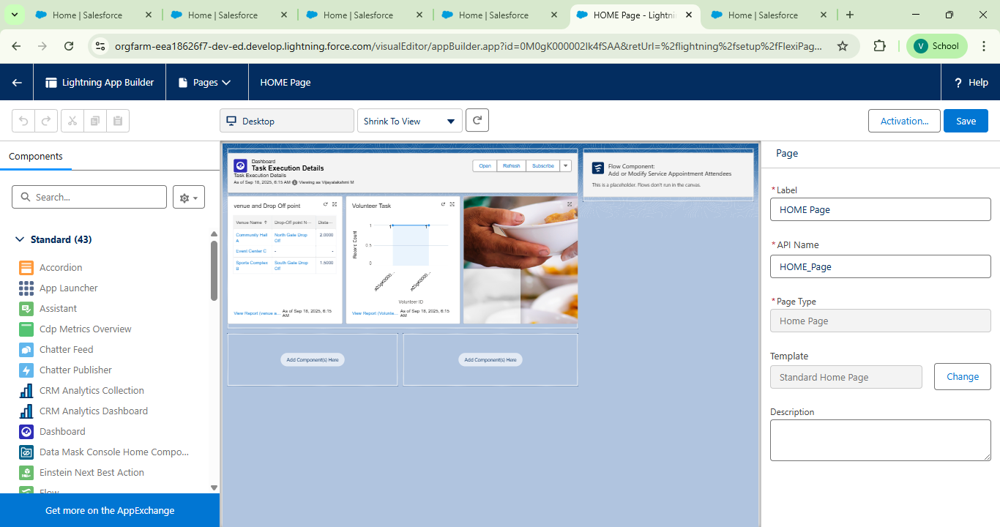 Home | Salesforce
Home | Salesforce
Home | Salesforce
Home | Salesforce
HOME Page - Lightni
Home | Salesforce
orgfarm-eea18626f7-dev-ed.develop.lightning.force.com/visualEditor/appBuilder.app?id=0M0gK000002Ik4fSAA&retUrl=%2flightning%2fsetup%2fFlexiPag...
V School
Lightning App Builder
Pages
HOME Page
? Help
Desktop
Shrink To View
Activation...
Save
Components
Search...
Standard (43)
Accordion
App Launcher
Assistant
Cdp Metrics Overview
Chatter Feed
Chatter Publisher
CRM Analytics Collection
CRM Analytics Dashboard
Dashboard
Data Mask Console Home Compo...
Einstein Next Best Action
Flow
Get more on the AppExchange
Dashboard
Task Execution Details
Task Execution Details
As of Sep 18, 2025, 6:15 AM Viewing as Vijayalakshmi M
Open
Refresh
Subscribe
venue and Drop Off point
Venue Name ↑ Drop-Off point N... Dista...
Community Hall A North Gate Drop Off 2.0000
Event Center C - -
Sports Complex B South Gate Drop Off 1.5000
View Report (venue a... As of Sep 18, 2025, 6:15 AM
Volunteer Task
Record Count
1
0.5
0
1
1
a05gK0000...
a05gK0000...
Volunteer ID
View Report (Volunte... As of Sep 18, 2025, 6:15 AM
Add Component(s) Here
Add Component(s) Here
Flow Component:
Add or Modify Service Appointment Attendees
This is a placeholder. Flows don't run in the canvas.
Page
*Label
HOME Page
*API Name
HOME_Page
*Page Type
Home Page
Template
Standard Home Page
Change
Description